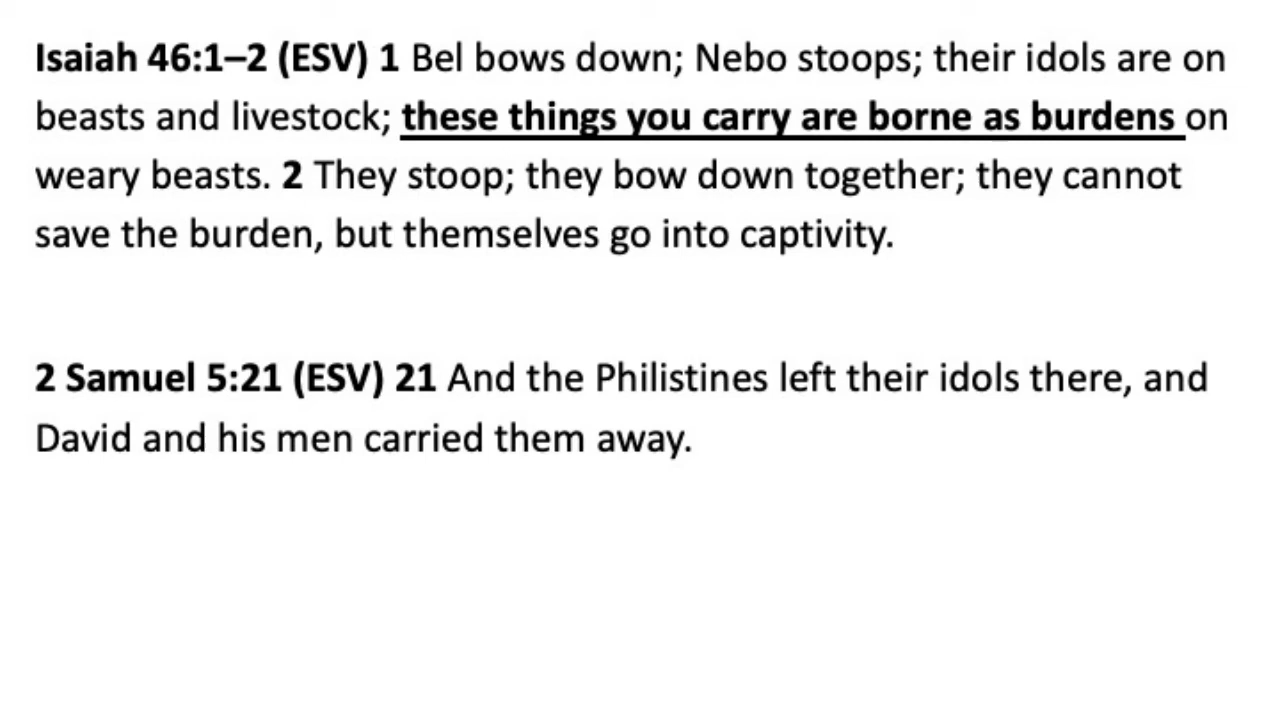 Isaiah 46:1–2 (ESV) 1 Bel bows down; Nebo stoops; their idols are on
beasts and livestock; these things you carry are borne as burdens on
weary beasts. 2 They stoop; they bow down together; they cannot
save the burden, but themselves go into captivity.
2 Samuel 5:21 (ESV) 21 And the Philistines left their idols there, and
David and his men carried them away.